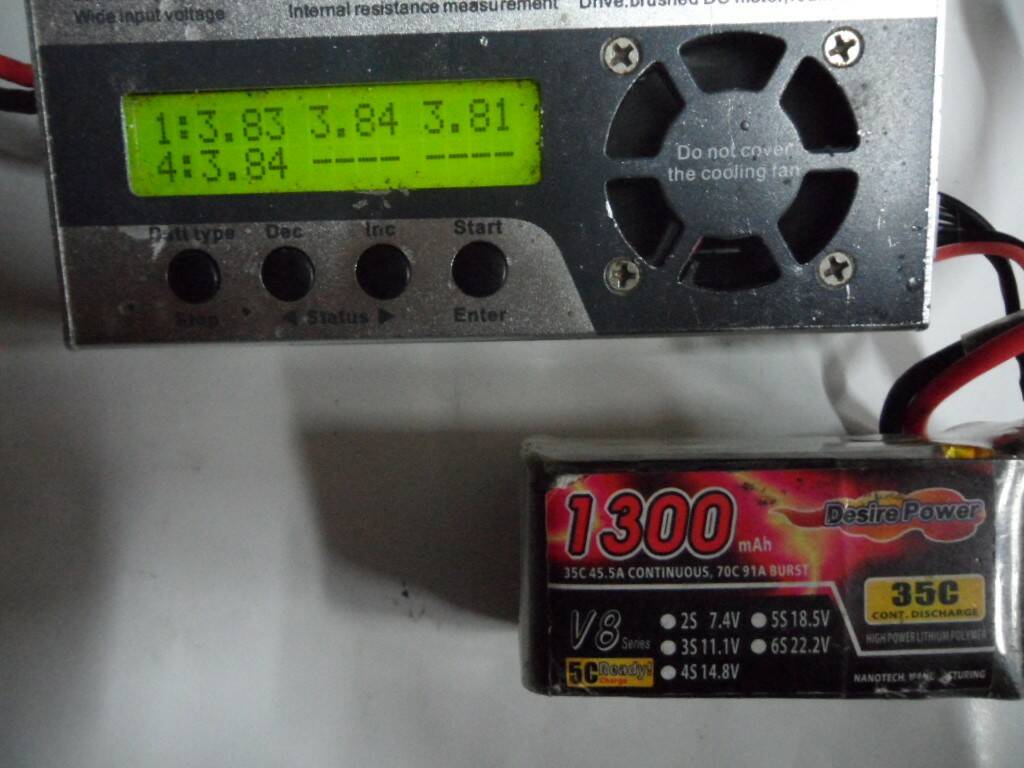 Wide input voltage
Internal resistance measurement
Drive:brushed DC motor,
1:3.83 3.84 3.81
4:3.84 ---- ----
Do not cover
the cooling fan
Batt type Dec Inc Start
Stop ◀ Status ▶ Enter
1300 mAh
Desire Power
35C 45.5A CONTINUOUS, 70C 91A BURST
35C
CONT. DISCHARGE
V8 Series
2S 7.4V 5S 18.5V
3S 11.1V 6S 22.2V
4S 14.8V
HIGH POWER LITHIUM POLYMER
5C Ready!
Charge
NANOTECH MANUFACTURING